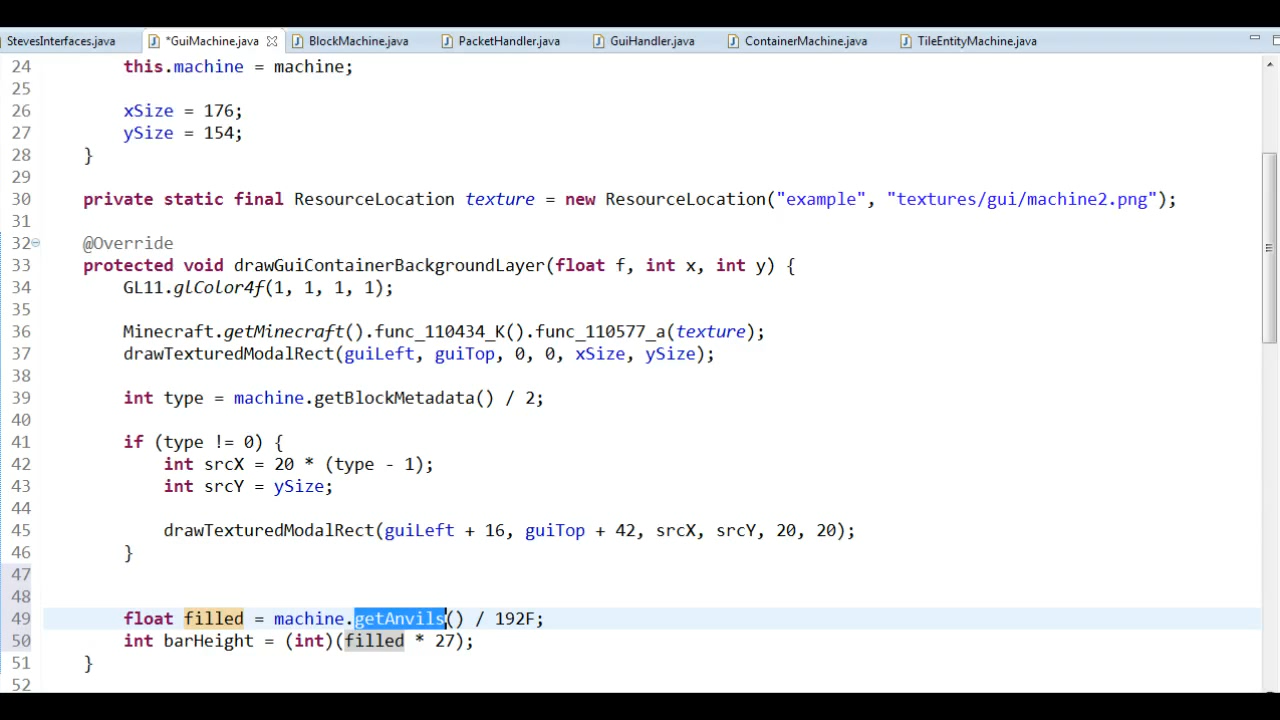 StevesInterfaces.java *GuiMachine.java BlockMachine.java PacketHandler.java GuiHandler.java ContainerMachine.java TileEntityMachine.java
24 this.machine = machine;
25
26 xSize = 176;
27 ySize = 154;
28 }
29
30 private static final ResourceLocation texture = new ResourceLocation("example", "textures/gui/machine2.png");
31
32 @Override
33 protected void drawGuiContainerBackgroundLayer(float f, int x, int y) {
34 GL11.glColor4f(1, 1, 1, 1);
35
36 Minecraft.getMinecraft().func_110434_K().func_110577_a(texture);
37 drawTexturedModalRect(guiLeft, guiTop, 0, 0, xSize, ySize);
38
39 int type = machine.getBlockMetadata() / 2;
40
41 if (type != 0) {
42 int srcX = 20 * (type - 1);
43 int srcY = ySize;
44
45 drawTexturedModalRect(guiLeft + 16, guiTop + 42, srcX, srcY, 20, 20);
46 }
47
48
49 float filled = machine.getAnvils() / 192F;
50 int barHeight = (int)(filled * 27);
51 }
52